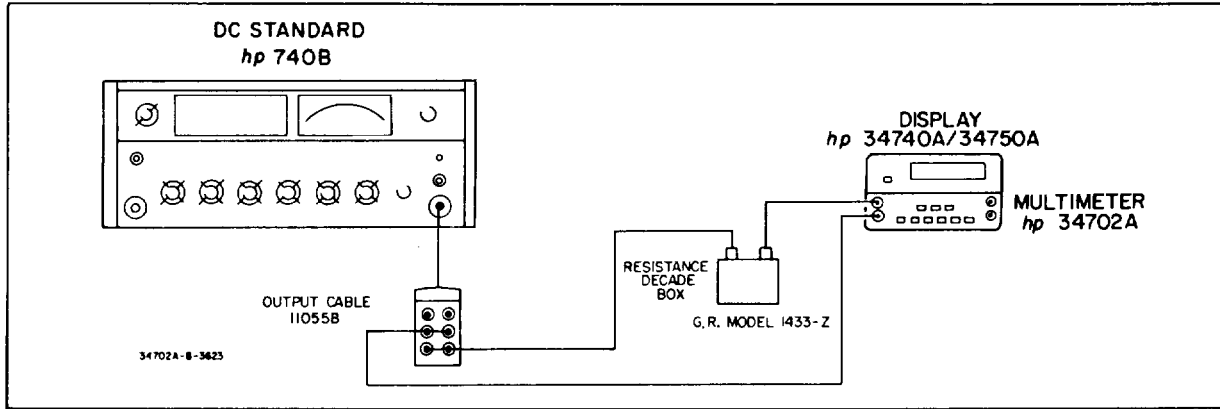 DC STANDARD
hp 740B
DISPLAY
hp 34740A/34750A
MULTIMETER
hp 34702A
RESISTANCE
DECADE
BOX
OUTPUT CABLE
11055B
G.R. MODEL 1433-Z
34702A-B-3623